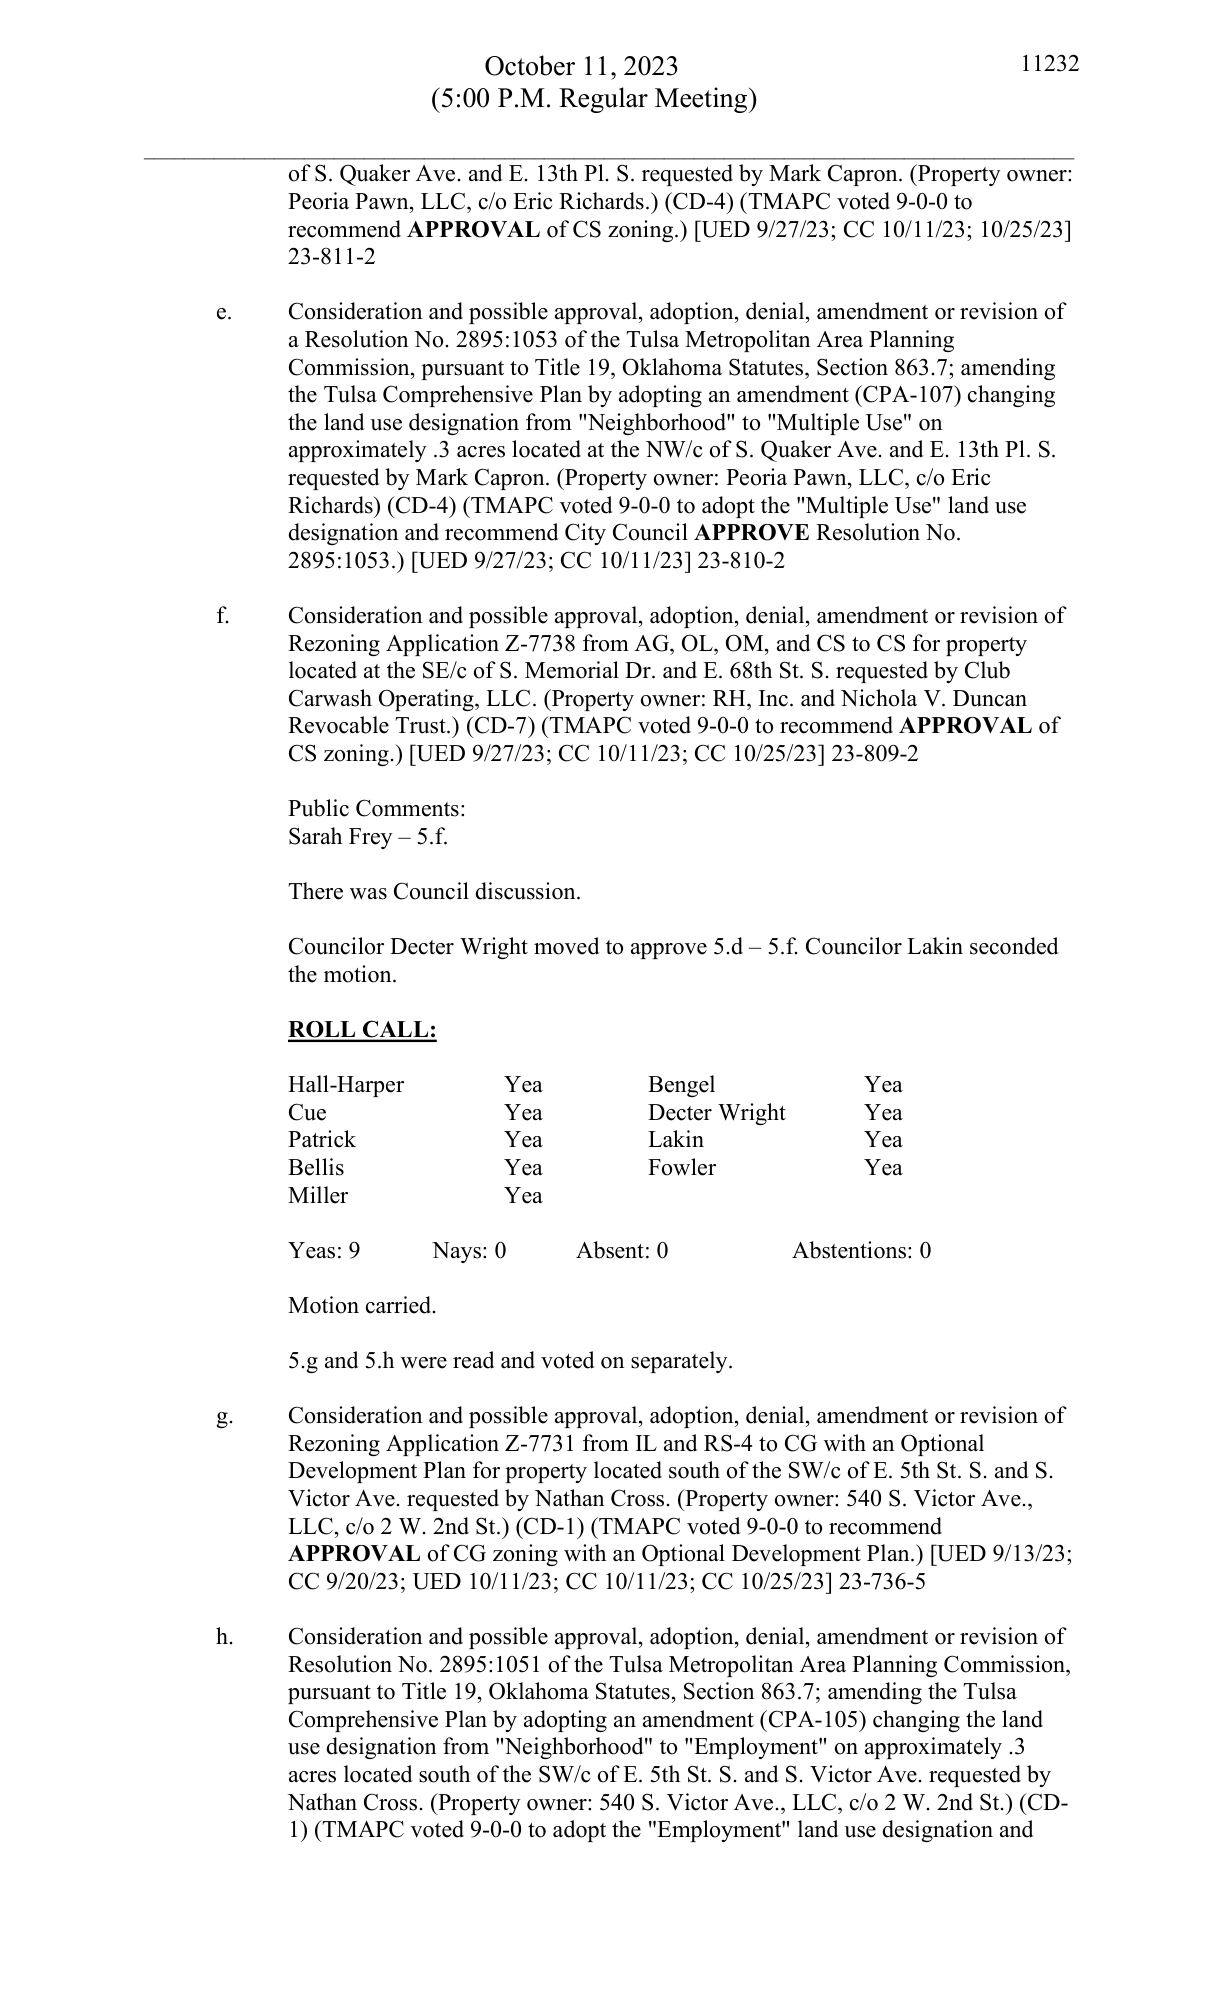 October 11, 2023
11232
(5:00 P.M. Regular Meeting)
of S. Quaker Ave. and E. 13th Pl. S. requested by Mark Capron. (Property owner:
Peoria Pawn, LLC, c/o Eric Richards.) (CD-4) (TMAPC voted 9-0-0 to
recommend APPROVAL of CS zoning.) [UED 9/27/23; CC 10/11/23; 10/25/23]
23-811-2
e. Consideration and possible approval, adoption, denial, amendment or revision of
a Resolution No. 2895:1053 of the Tulsa Metropolitan Area Planning
Commission, pursuant to Title 19, Oklahoma Statutes, Section 863.7; amending
the Tulsa Comprehensive Plan by adopting an amendment (CPA-107) changing
the land use designation from "Neighborhood" to "Multiple Use" on
approximately .3 acres located at the NW/c of S. Quaker Ave. and E. 13th Pl. S.
requested by Mark Capron. (Property owner: Peoria Pawn, LLC, c/o Eric
Richards) (CD-4) (TMAPC voted 9-0-0 to adopt the "Multiple Use" land use
designation and recommend City Council APPROVE Resolution No.
2895:1053.) [UED 9/27/23; CC 10/11/23] 23-810-2
f. Consideration and possible approval, adoption, denial, amendment or revision of
Rezoning Application Z-7738 from AG, OL, OM, and CS to CS for property
located at the SE/c of S. Memorial Dr. and E. 68th St. S. requested by Club
Carwash Operating, LLC. (Property owner: RH, Inc. and Nichola V. Duncan
Revocable Trust.) (CD-7) (TMAPC voted 9-0-0 to recommend APPROVAL of
CS zoning.) [UED 9/27/23; CC 10/11/23; CC 10/25/23] 23-809-2
Public Comments:
Sarah Frey – 5.f.
There was Council discussion.
Councilor Decter Wright moved to approve 5.d – 5.f. Councilor Lakin seconded
the motion.
ROLL CALL:
Hall-Harper Yea Bengel Yea
Cue Yea Decter Wright Yea
Patrick Yea Lakin Yea
Bellis Yea Fowler Yea
Miller Yea
Yeas: 9 Nays: 0 Absent: 0 Abstentions: 0
Motion carried.
5.g and 5.h were read and voted on separately.
g. Consideration and possible approval, adoption, denial, amendment or revision of
Rezoning Application Z-7731 from IL and RS-4 to CG with an Optional
Development Plan for property located south of the SW/c of E. 5th St. S. and S.
Victor Ave. requested by Nathan Cross. (Property owner: 540 S. Victor Ave.,
LLC, c/o 2 W. 2nd St.) (CD-1) (TMAPC voted 9-0-0 to recommend
APPROVAL of CG zoning with an Optional Development Plan.) [UED 9/13/23;
CC 9/20/23; UED 10/11/23; CC 10/11/23; CC 10/25/23] 23-736-5
h. Consideration and possible approval, adoption, denial, amendment or revision of
Resolution No. 2895:1051 of the Tulsa Metropolitan Area Planning Commission,
pursuant to Title 19, Oklahoma Statutes, Section 863.7; amending the Tulsa
Comprehensive Plan by adopting an amendment (CPA-105) changing the land
use designation from "Neighborhood" to "Employment" on approximately .3
acres located south of the SW/c of E. 5th St. S. and S. Victor Ave. requested by
Nathan Cross. (Property owner: 540 S. Victor Ave., LLC, c/o 2 W. 2nd St.) (CD-
1) (TMAPC voted 9-0-0 to adopt the "Employment" land use designation and